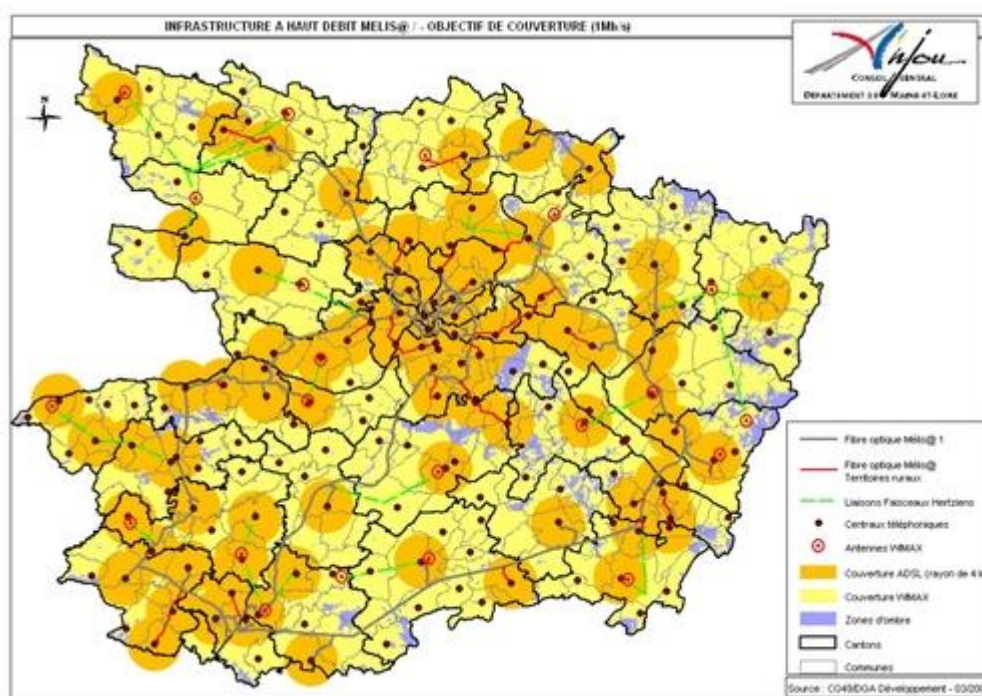 INFRASTRUCTURE A HAUT DEBIT MELIS@ / - OBJECTIF DE COUVERTURE (1Mb/s)
Anjou
CONSEIL GENERAL
DEPARTEMENT DU MAINE-ET-LOIRE
N
Fibre optique Mélis@ 1
Fibre optique Mélis@
Territoires ruraux
Liaisons Faisceaux Hertziens
Centraux téléphoniques
Antennes WIMAX
Couverture ADSL (rayon de 4 k
Couverture WIMAX
Zones d'ombre
Cantons
Communes
Source : CG49/DGA Développement - 03/200